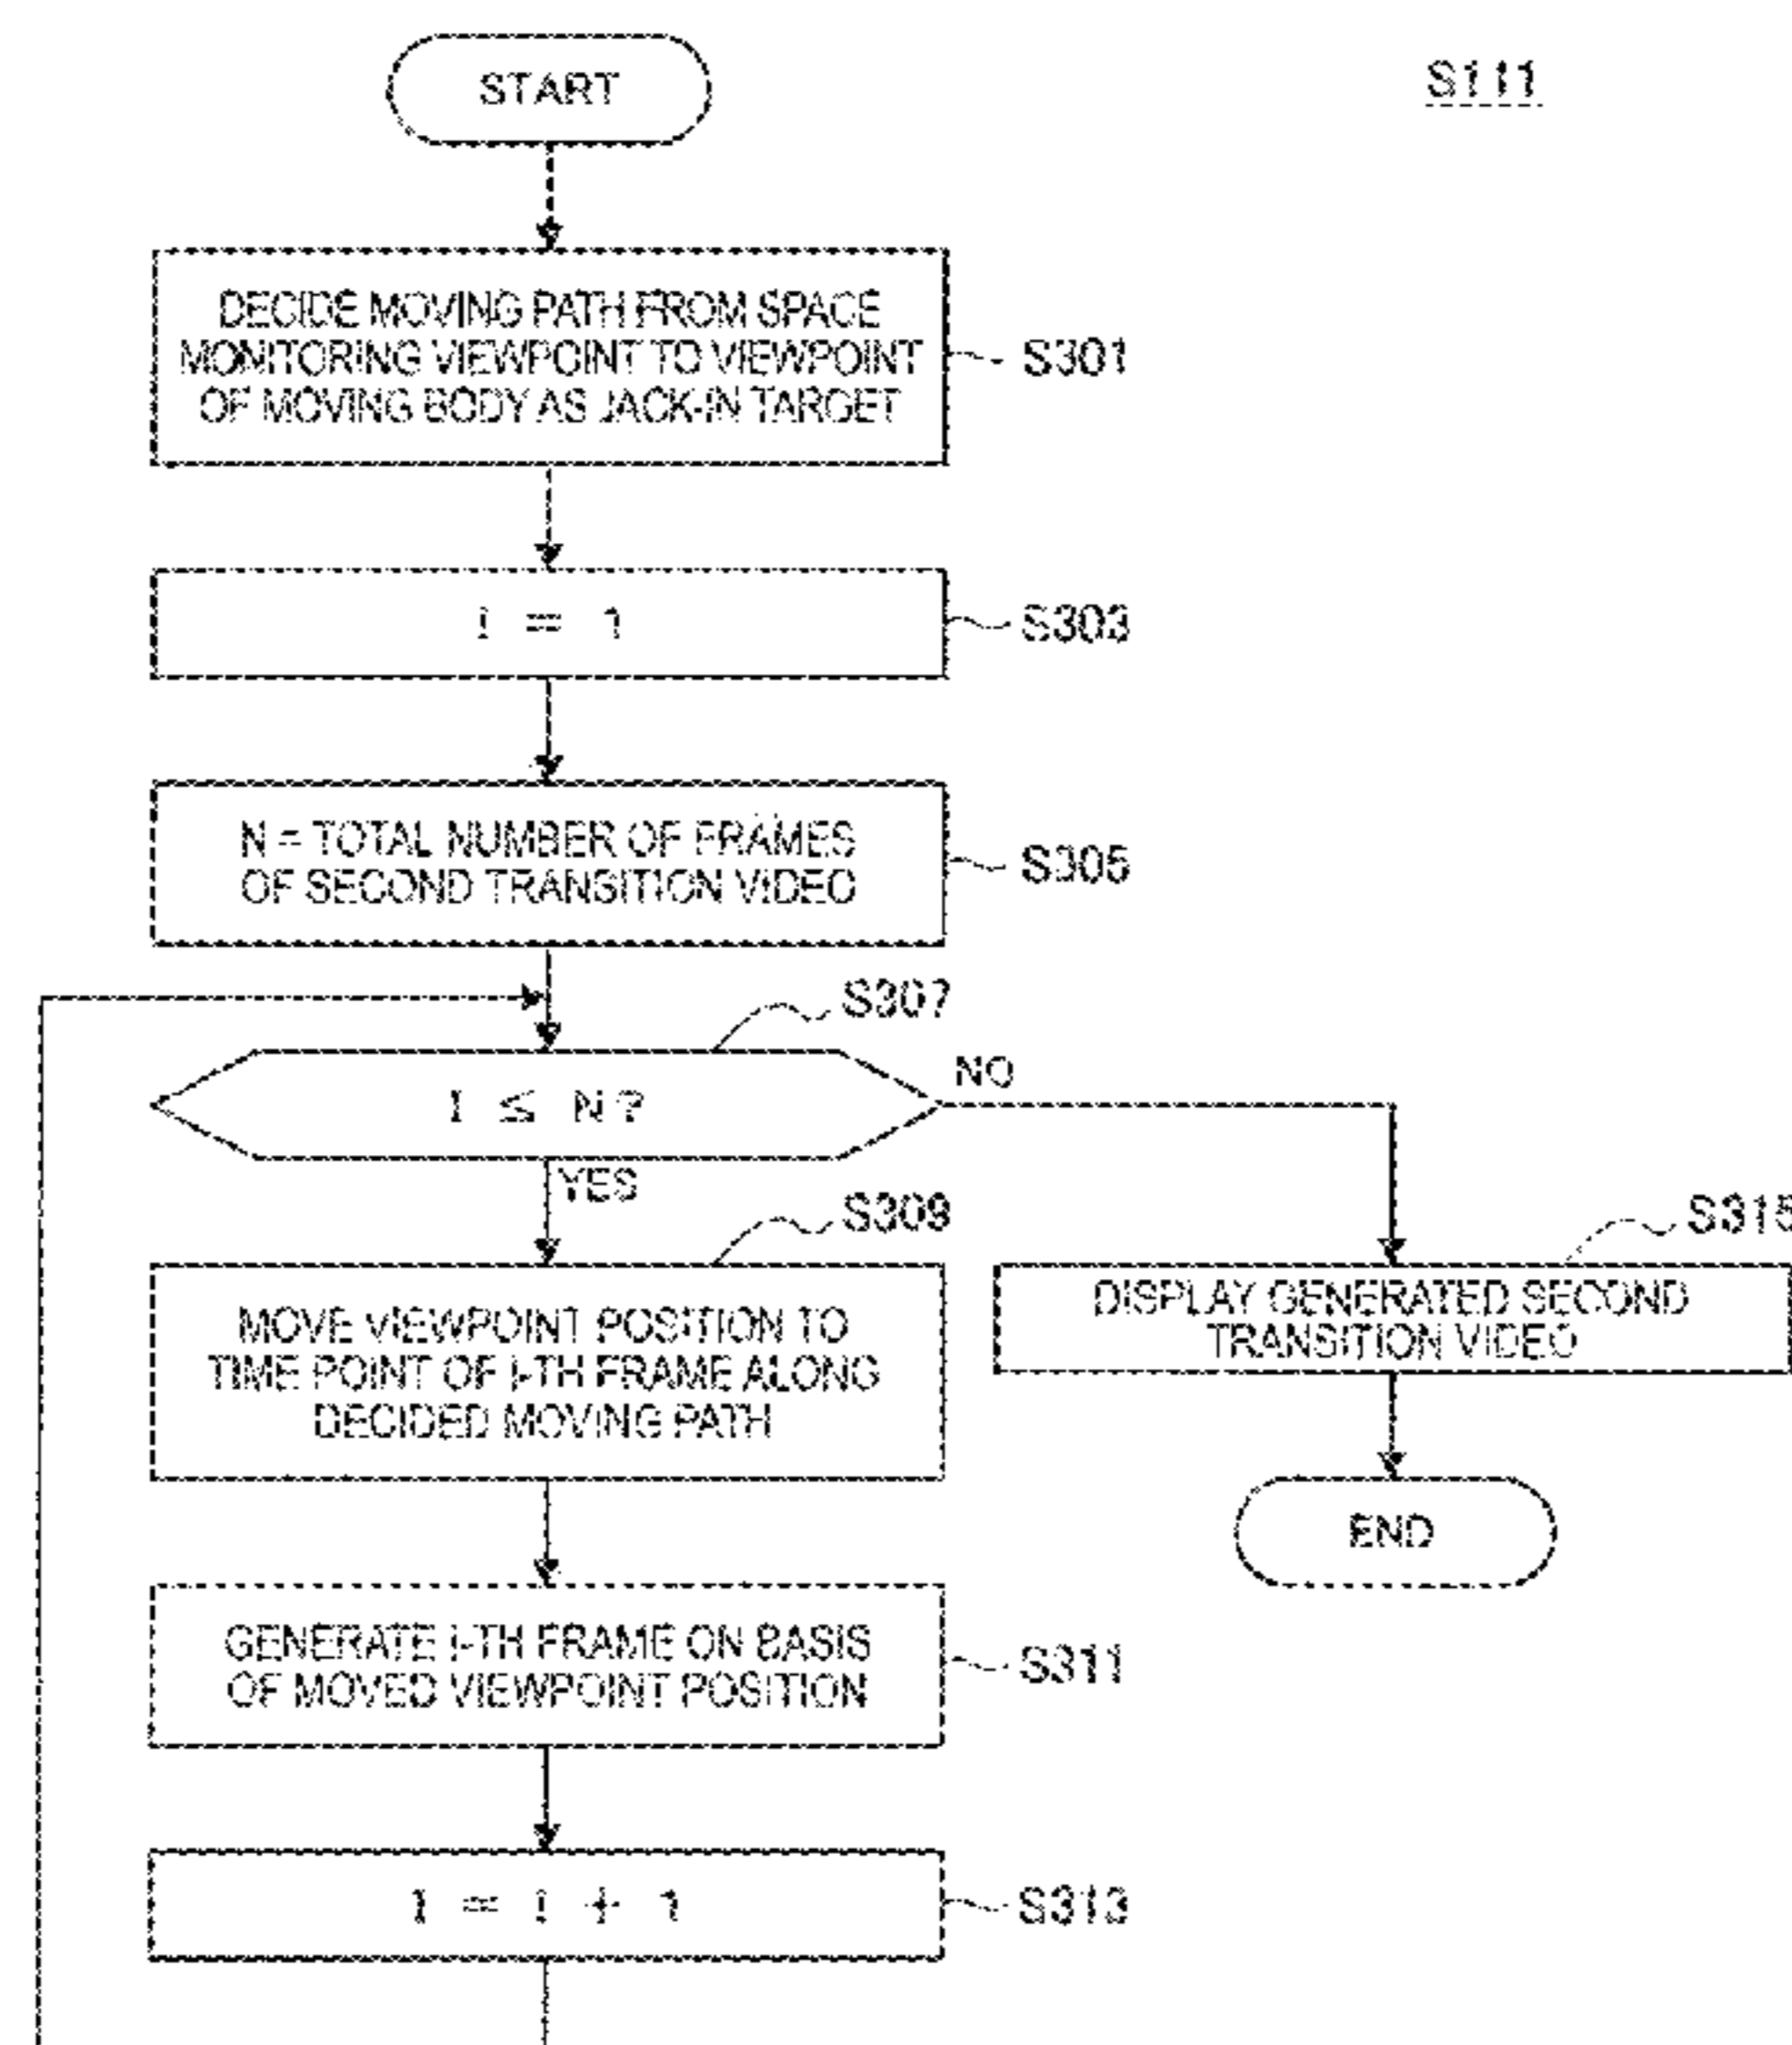 START
S111
DECIDE MOVING PATH FROM SPACE
MONITORING VIEWPOINT TO VIEWPOINT
OF MOVING BODY AS JACK-IN TARGET
S301
i = 1
S303
N = TOTAL NUMBER OF FRAMES
OF SECOND TRANSITION VIDEO
S305
S307
i ≤ N?
NO
YES
S309
MOVE VIEWPOINT POSITION TO
TIME POINT OF i-TH FRAME ALONG
DECIDED MOVING PATH
S315
DISPLAY GENERATED SECOND
TRANSITION VIDEO
END
GENERATE i-TH FRAME ON BASIS
OF MOVED VIEWPOINT POSITION
S311
i = i + 1
S313